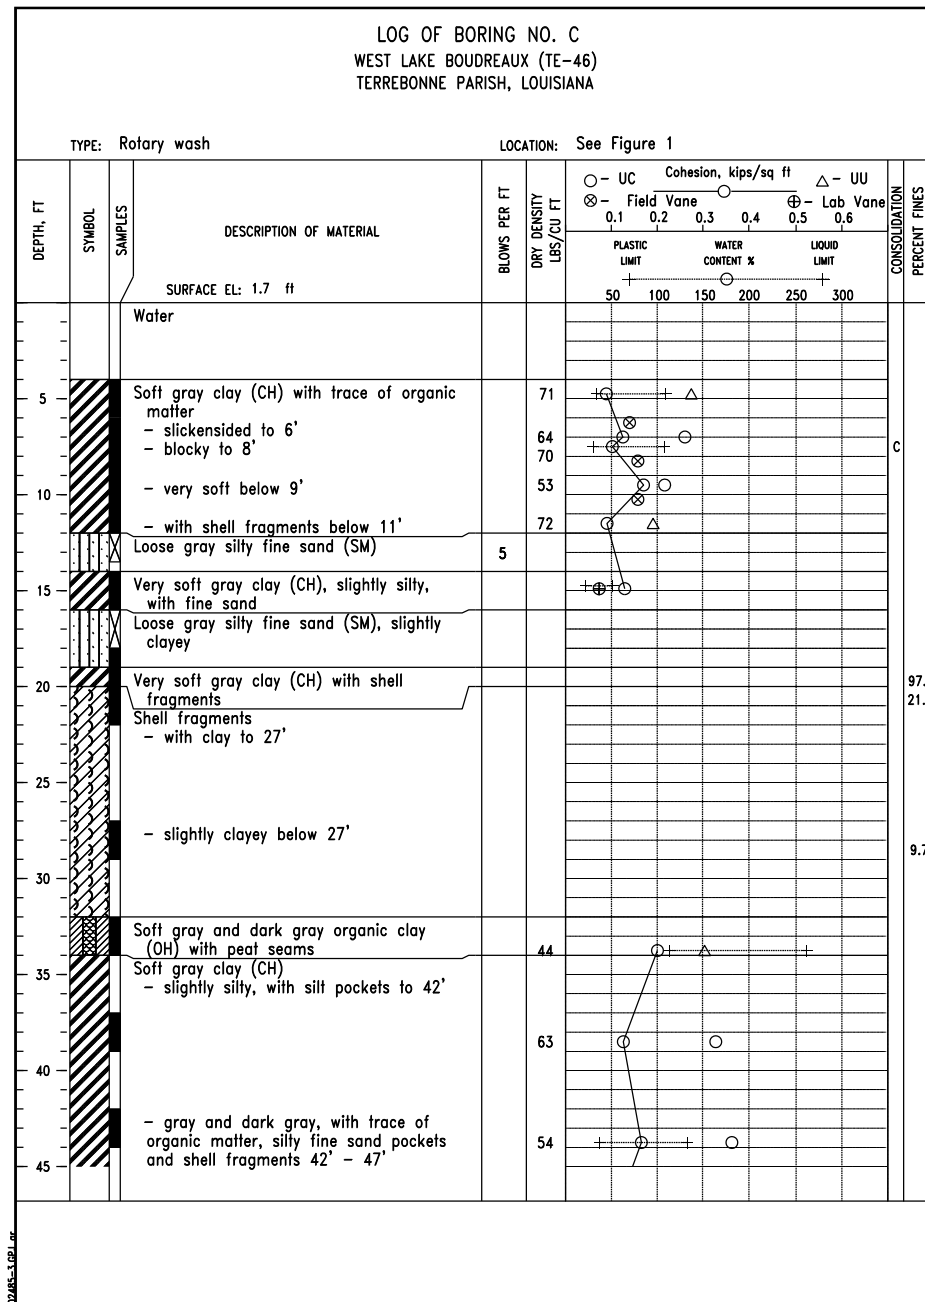 LOG OF BORING NO. C
WEST LAKE BOUDREAUX (TE-46)
TERREBONNE PARISH, LOUISIANA
TYPE: Rotary wash
LOCATION: See Figure 1
DEPTH, FT
SYMBOL
SAMPLES
DESCRIPTION OF MATERIAL
SURFACE EL: 1.7 ft
BLOWS PER FT
DRY DENSITY
LBS/CU FT
Cohesion, kips/sq ft
- UC
- UU
- Field Vane
- Lab Vane
0.1 0.2 0.3 0.4 0.5 0.6
PLASTIC LIMIT
WATER CONTENT %
LIQUID LIMIT
50 100 150 200 250 300
CONSOLIDATION
PERCENT FINES
Water
5
Soft gray clay (CH) with trace of organic
matter
71
- slickensided to 6'
64
- blocky to 8'
70
C
- very soft below 9'
53
10
- with shell fragments below 11'
72
Loose gray silty fine sand (SM)
5
Very soft gray clay (CH), slightly silty,
with fine sand
15
Loose gray silty fine sand (SM), slightly
clayey
Very soft gray clay (CH) with shell
fragments
97.
20
21.
Shell fragments
- with clay to 27'
25
- slightly clayey below 27'
9.7
30
Soft gray and dark gray organic clay
(OH) with peat seams
44
Soft gray clay (CH)
35
- slightly silty, with silt pockets to 42'
63
40
- gray and dark gray, with trace of
organic matter, silty fine sand pockets
54
and shell fragments 42' - 47'
45